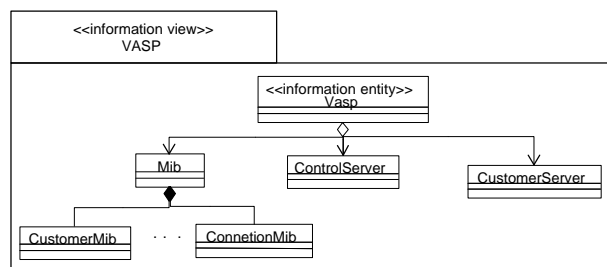 <<information view>>
VASP
<<information entity>>
Vasp
Mib
ControlServer
CustomerServer
CustomerMib
. . .
ConnetionMib